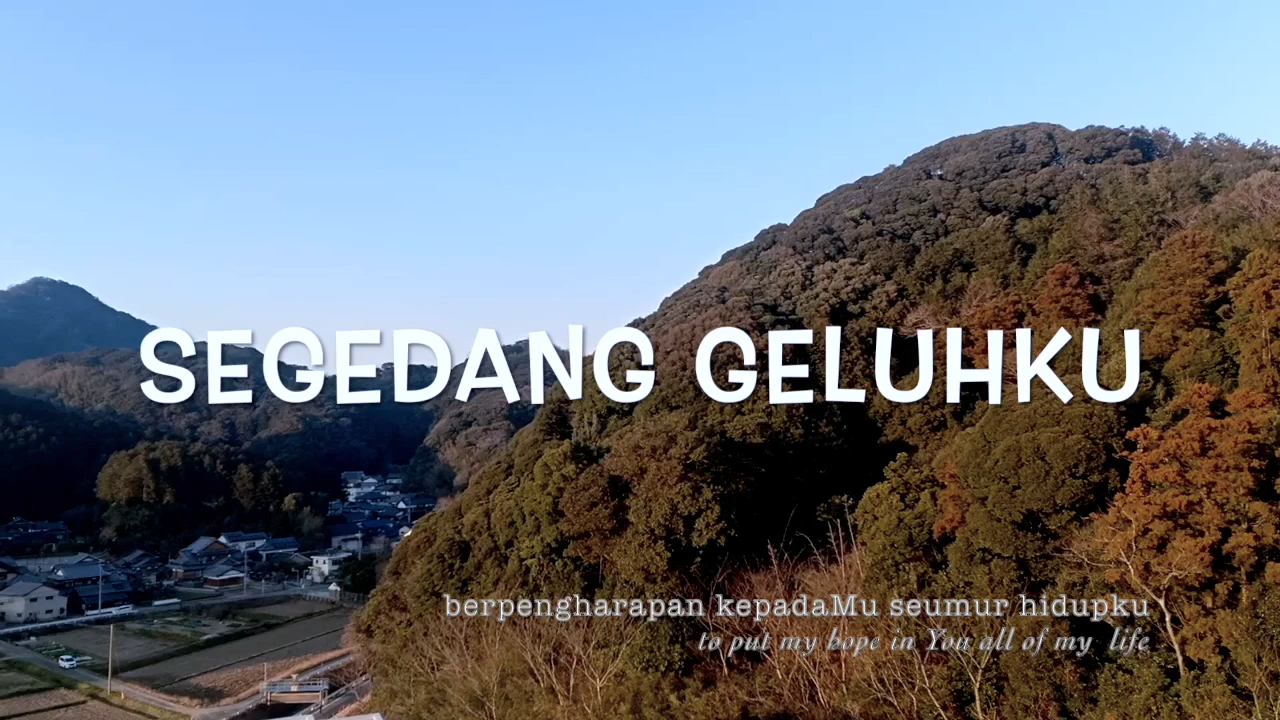 SEGEDANG GELUHKU
berpengharapan kepadaMu seumur hidupku
to put my hope in You all of my life